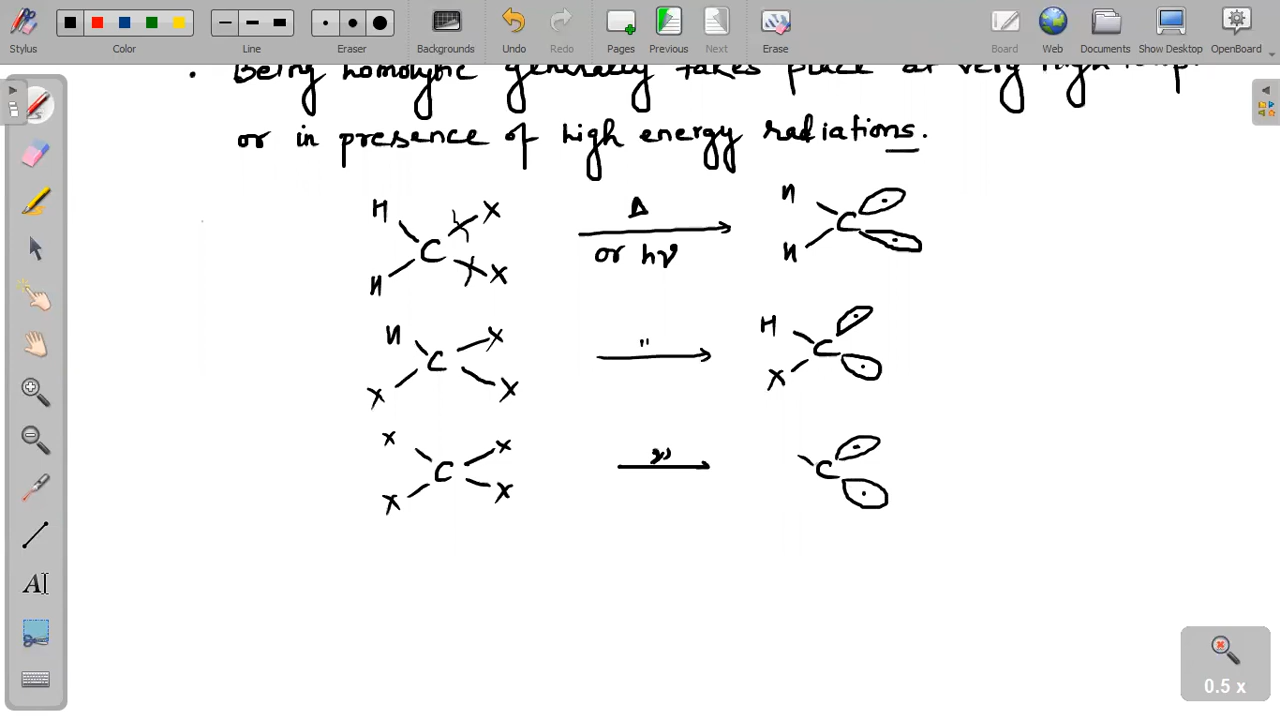 Stylus Color Line Eraser Backgrounds Undo Redo Pages Previous Next Erase Board Web Documents Show Desktop OpenBoard
. Being homolytic generally takes place at very high temp.
or in presence of high energy radiations.
H X Δ H
C C
H X or hν H
H X " H
C C
X X X
X X " 
C C
X X
AI
0.5 x